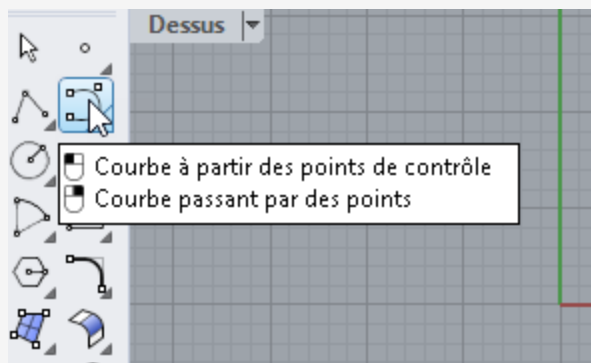 Dessus
Courbe à partir des points de contrôle
Courbe passant par des points